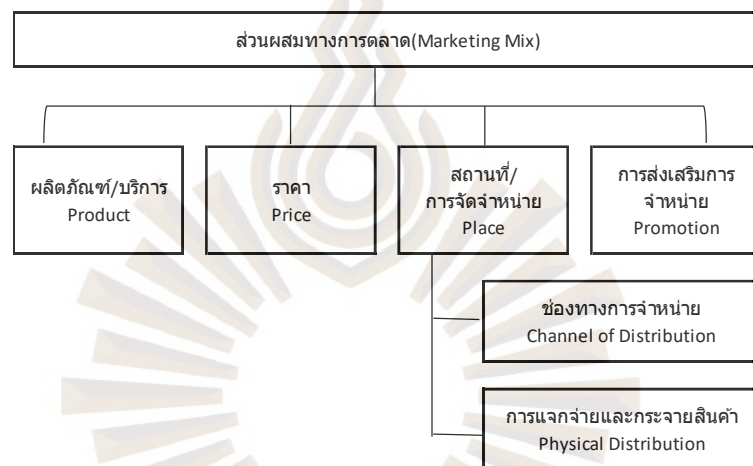 ส่วนผสมทางการตลาด(Marketing Mix)
ผลิตภัณฑ์/บริการ
Product
ราคา
Price
สถานที่/
การจัดจำหน่าย
Place
การส่งเสริมการ
จำหน่าย
Promotion
ช่องทางการจำหน่าย
Channel of Distribution
การแจกจ่ายและกระจายสินค้า
Physical Distribution